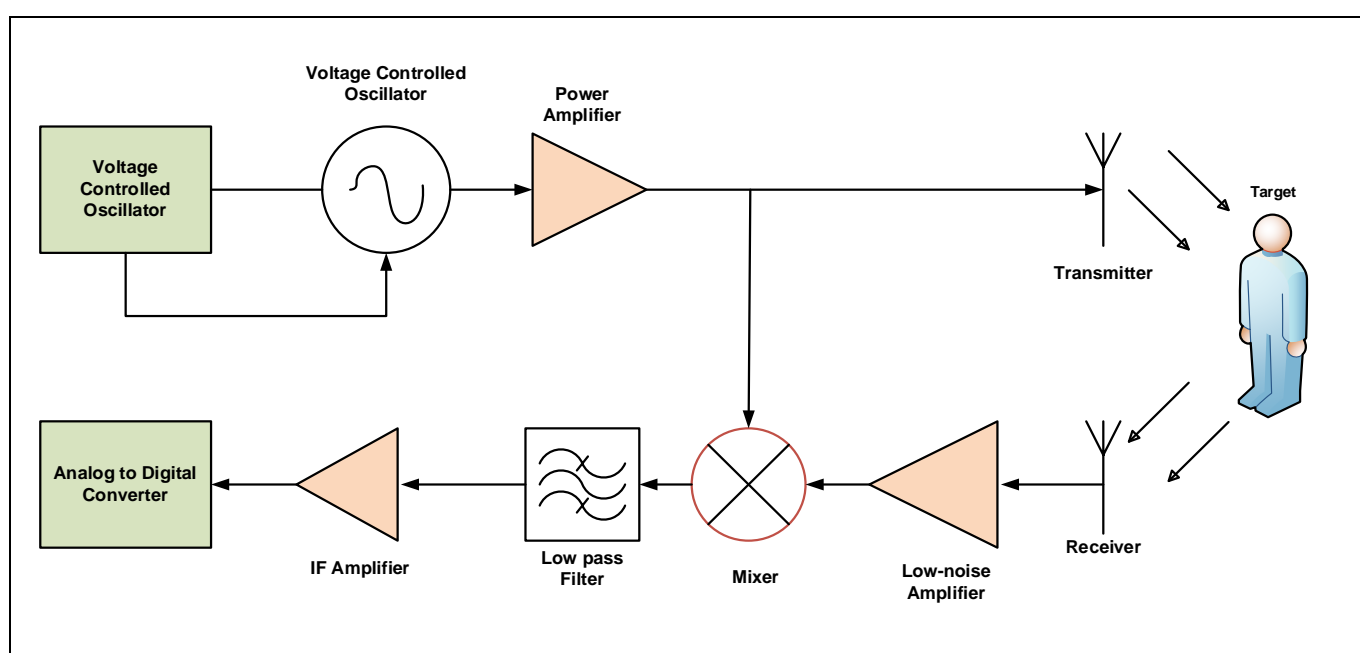 Voltage Controlled
Oscillator
Power
Amplifier
Voltage
Controlled
Oscillator
Target
Transmitter
Analog to Digital
Converter
IF Amplifier
Low pass
Filter
Mixer
Low-noise
Amplifier
Receiver